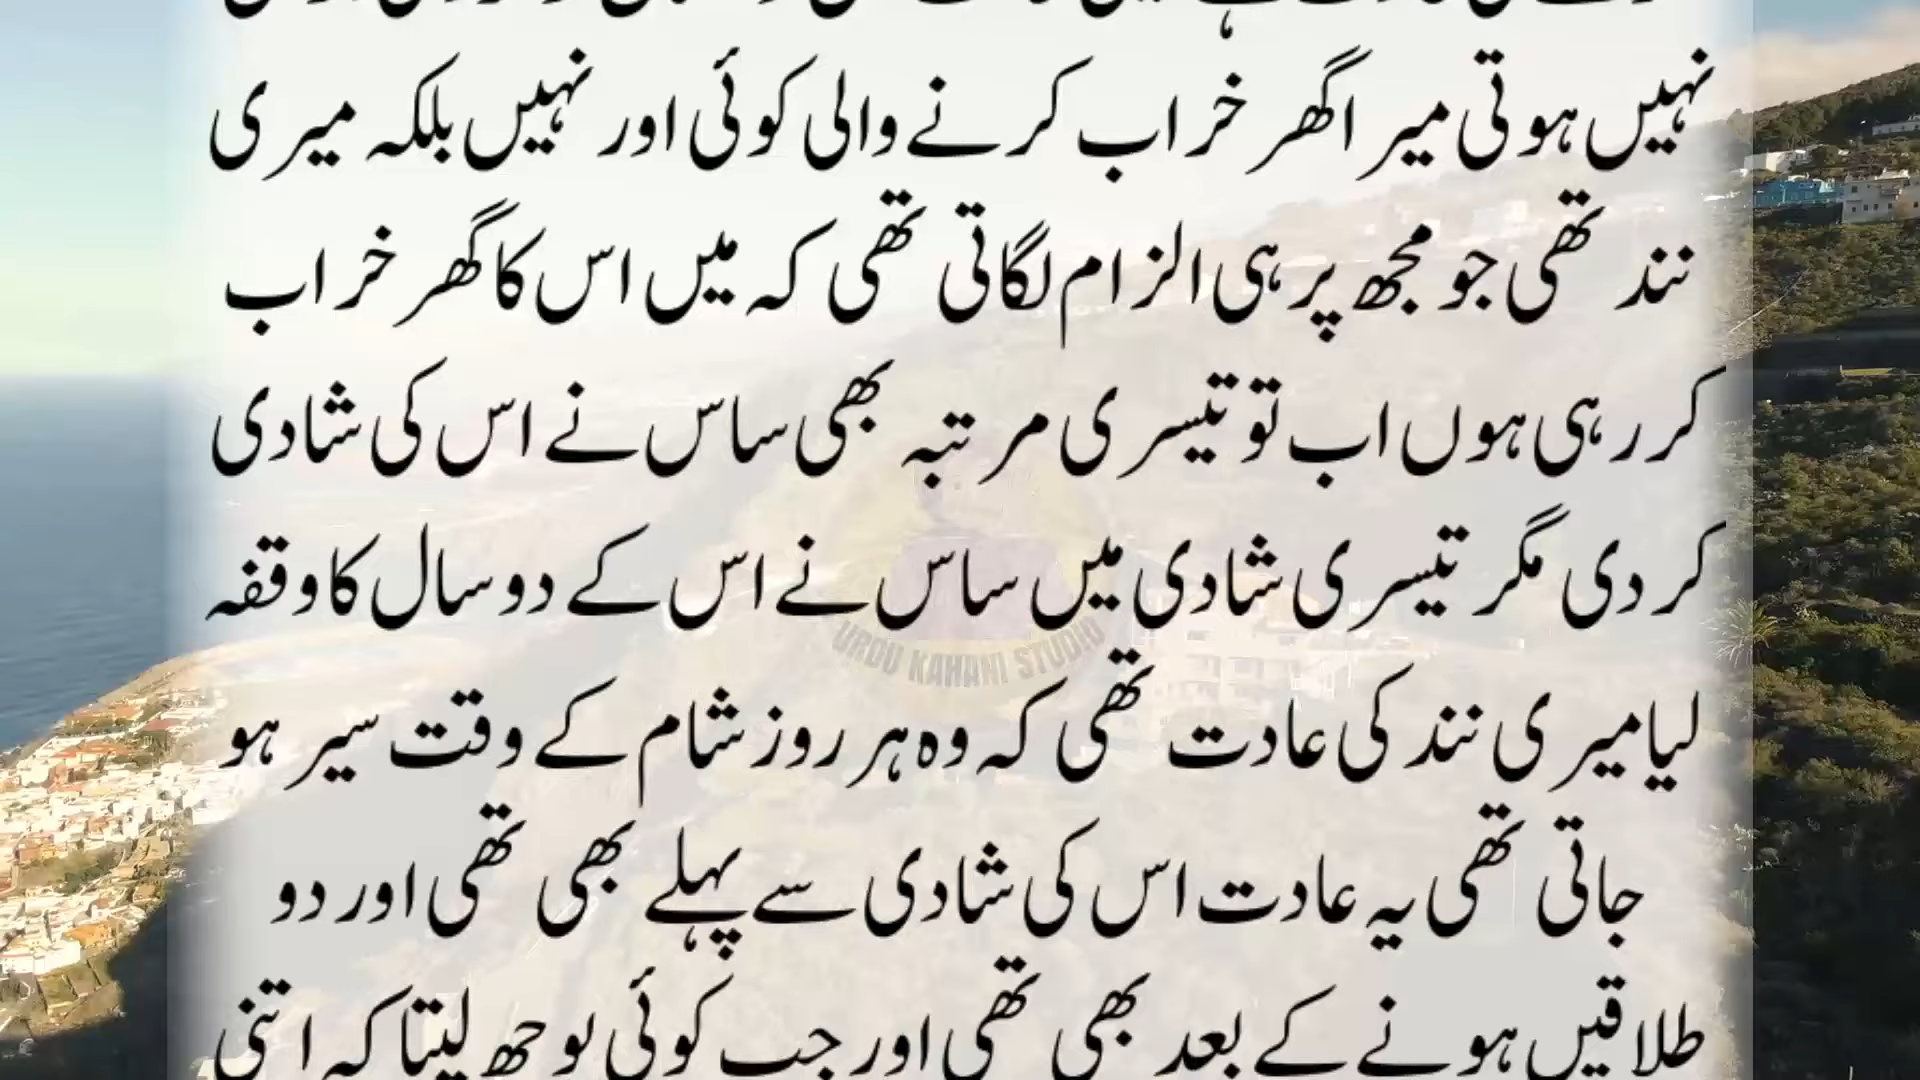 نہیں ہوتی میرا گھر خراب کرنے والی کوئی اور نہیں بلکہ میری
نند تھی جو مجھ پر ہی الزام لگاتی تھی کہ میں اس کا گھر خراب
کر رہی ہوں اب تو تیسری مرتبہ بھی ساس نے اس کی شادی
کر دی مگر تیسری شادی میں ساس نے اس کے دو سال کا وقفہ
لیا میری نند کی عادت تھی کہ وہ ہر روز شام کے وقت سیر ہو
URDU KAHANI STUDIO
جاتی تھی یہ عادت اس کی شادی سے پہلے بھی تھی اور دو
طلاقیں ہونے کے بعد بھی تھی اور جب کوئی پوچھ لیتا کہ اتنی